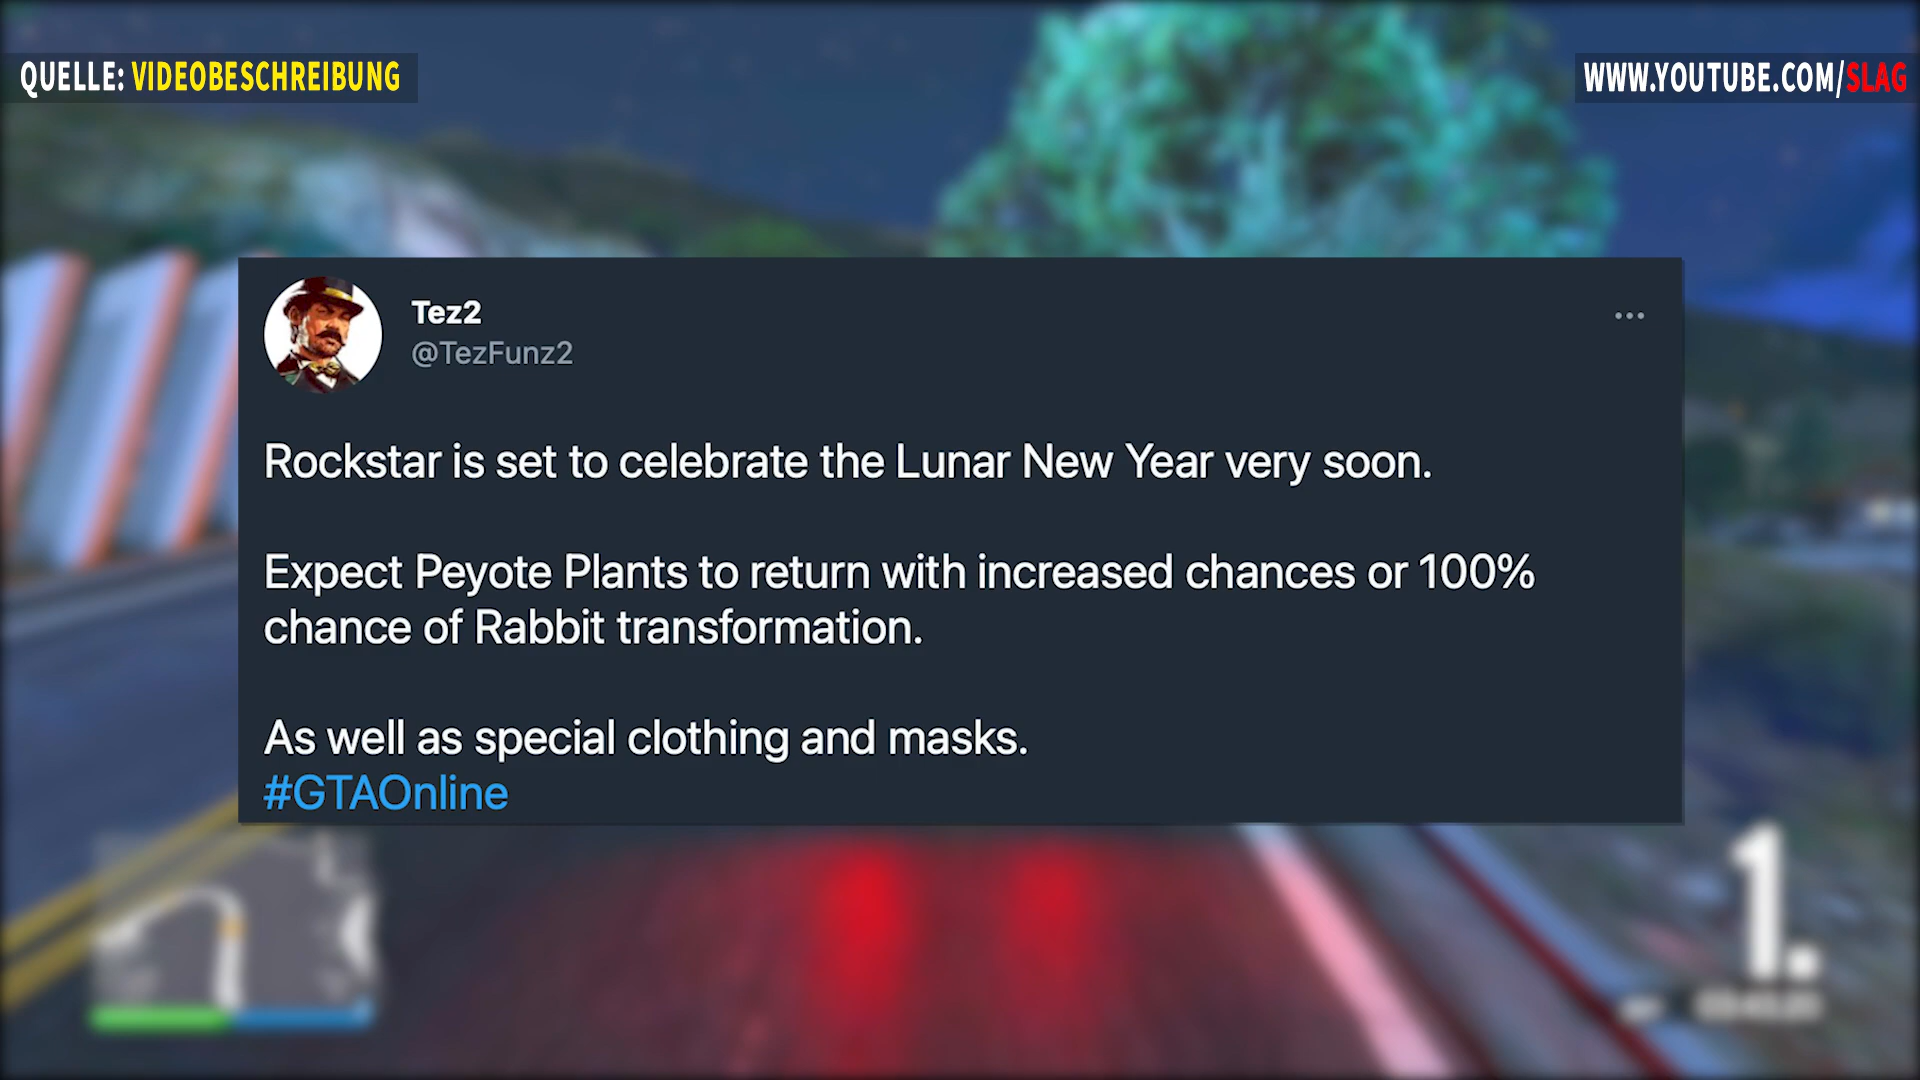 QUELLE: VIDEOBESCHREIBUNG
WWW.YOUTUBE.COM/SLAG
Tez2
@TezFunz2
Rockstar is set to celebrate the Lunar New Year very soon.
Expect Peyote Plants to return with increased chances or 100%
chance of Rabbit transformation.
As well as special clothing and masks.
#GTAOnline
1.